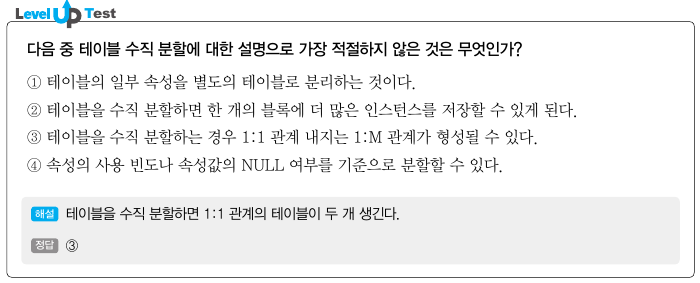 Level Up Test
다음 중 테이블 수직 분할에 대한 설명으로 가장 적절하지 않은 것은 무엇인가?
① 테이블의 일부 속성을 별도의 테이블로 분리하는 것이다.
② 테이블을 수직 분할하면 한 개의 블록에 더 많은 인스턴스를 저장할 수 있게 된다.
③ 테이블을 수직 분할하는 경우 1:1 관계 내지는 1:M 관계가 형성될 수 있다.
④ 속성의 사용 빈도나 속성값의 NULL 여부를 기준으로 분할할 수 있다.
해설 테이블을 수직 분할하면 1:1 관계의 테이블이 두 개 생긴다.
정답 ③